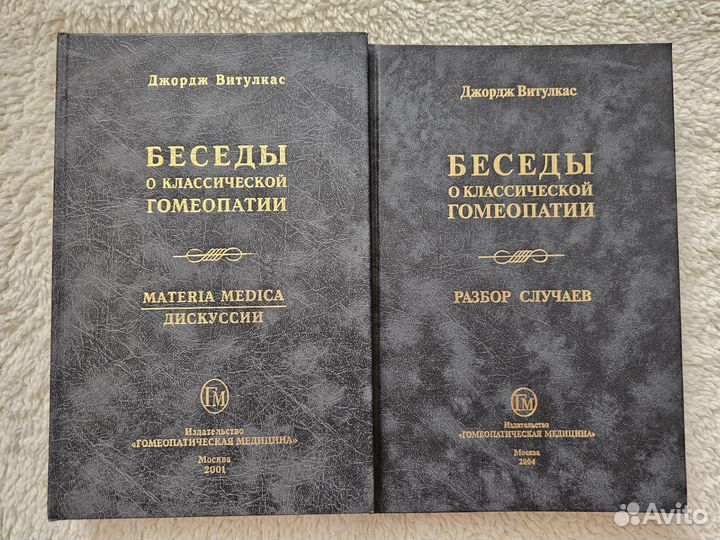 Джордж Витулкас
БЕСЕДЫ
О КЛАССИЧЕСКОЙ
ГОМЕОПАТИИ
MATERIA MEDICA
ДИСКУССИИ
ГМ
Издательство
«ГОМЕОПАТИЧЕСКАЯ МЕДИЦИНА»
Москва
2001
Джордж Витулкас
БЕСЕДЫ
О КЛАССИЧЕСКОЙ
ГОМЕОПАТИИ
РАЗБОР СЛУЧАЕВ
ГМ
Издательство
«ГОМЕОПАТИЧЕСКАЯ МЕДИЦИНА»
Москва
2004
Avito